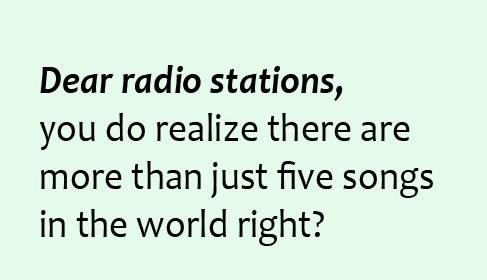 Dear radio stations,
you do realize there are
more than just five songs
in the world right?